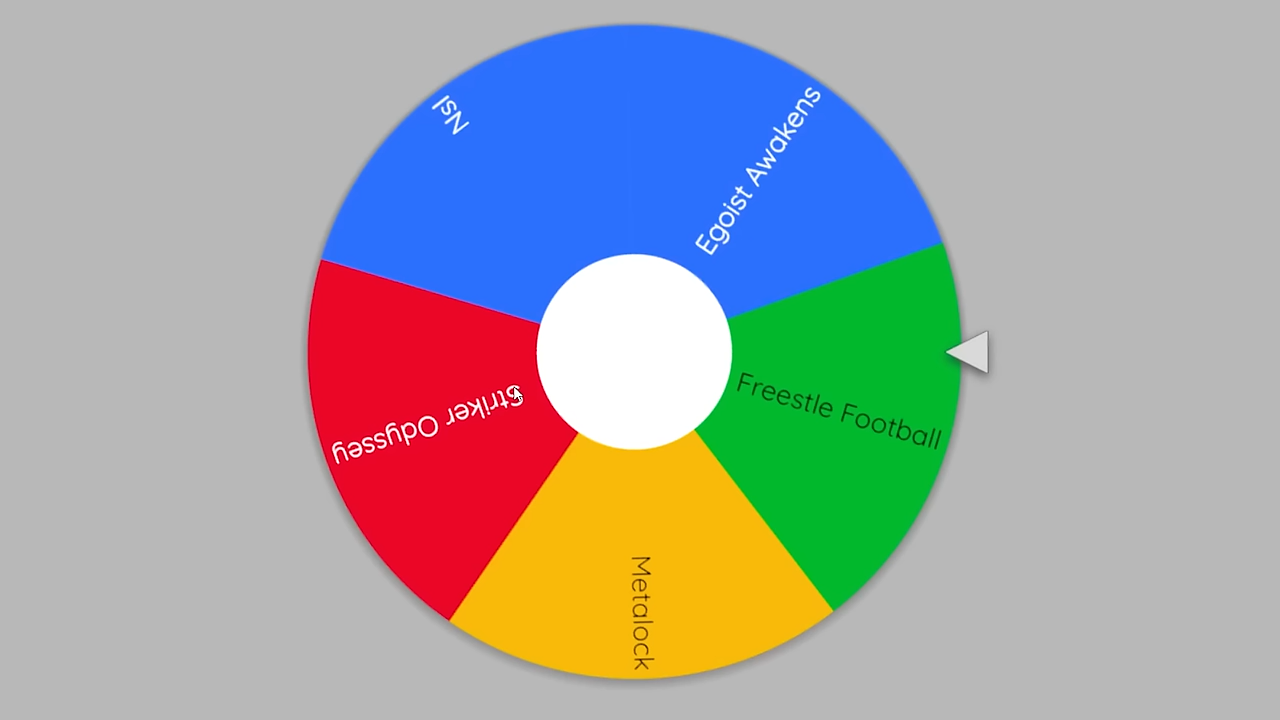 Nsl
Egoist Awakens
Freestle Football
Striker Odyssey
Metalock